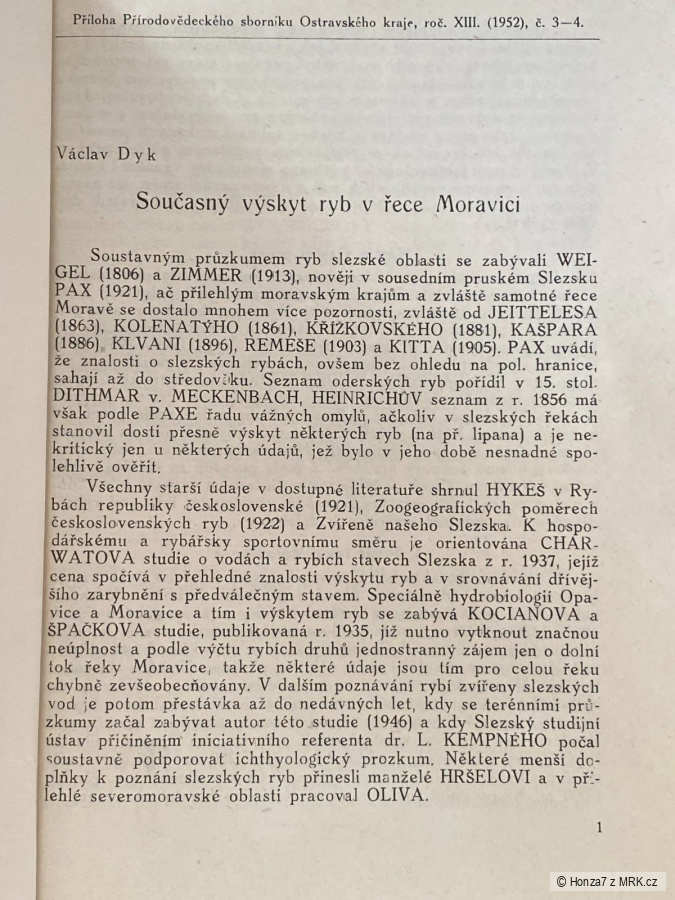 Příloha Přírodovědeckého sborníku Ostravského kraje, roč. XIII. (1952), č. 3—4.
Václav Dyk
Současný výskyt ryb v řece Moravici
Soustavným průzkumem ryb slezské oblasti se zabývali WEI-
GEL (1806) a ZIMMER (1913), nověji v sousedním pruském Slezsku
PAX (1921), ač přilehlým moravským krajům a zvláště samotné řece
Moravě se dostalo mnohem více pozornosti, zvláště od JEITTELESA
(1863), KOLENATÝHO (1861), KŘÍŽKOVSKÉHO (1881), KAŠPARA
(1886), KLVANI (1896), REMEŠE (1903) a KITTA (1905). PAX uvádí,
že znalosti o slezských rybách, ovšem bez ohledu na pol. hranice,
sahají až do středověku. Seznam oderských ryb pořídil v 15. stol.
DITHMAR v. MECKENBACH, HEINRICHŮV seznam z r. 1856 má
však podle PAXE řadu vážných omylů, ačkoliv v slezských řekách
stanovil dosti přesně výskyt některých ryb (na př. lipana) a je ne-
kritický jen u některých údajů, jež bylo v jeho době nesnadné spo-
lehlivě ověřit.
Všechny starší údaje v dostupné literatuře shrnul HYKEŠ v Ry-
bách republiky československé (1921), Zoogeografických poměrech
československých ryb (1922) a Zvířeně našeho Slezska. K hospo-
dářskému a rybářsky sportovnímu směru je orientována CHAR-
WATOVA studie o vodách a rybích stavech Slezska z r. 1937, jejíž
cena spočívá v přehledné znalosti výskytu ryb a v srovnávání dřívěj-
šího zarybnění s předválečným stavem. Speciálně hydrobiologií Opa-
vice a Moravice a tím i výskytem ryb se zabývá KOCIANOVA a
ŠPAČKOVA studie, publikovaná r. 1935, jíž nutno vytknout značnou
neúplnost a podle výčtu rybích druhů jednostranný zájem jen o dolní
tok řeky Moravice, takže některé údaje jsou tím pro celou řeku
chybně zevšeobecňovány. V dalším poznávání rybí zvířeny slezských
vod je potom přestávka až do nedávných let, kdy se terénními prů-
zkumy začal zabývat autor této studie (1946) a kdy Slezský studijní
ústav přičiněním iniciativního referenta dr. L. KEMPNÉHO počal
soustavně podporovat ichthyologický prozkum. Některé menší do-
plňky k poznání slezských ryb přinesli manželé HRŠELOVI a v při-
lehlé severomoravské oblasti pracoval OLIVA.
1
© Honza7 z MRK.cz